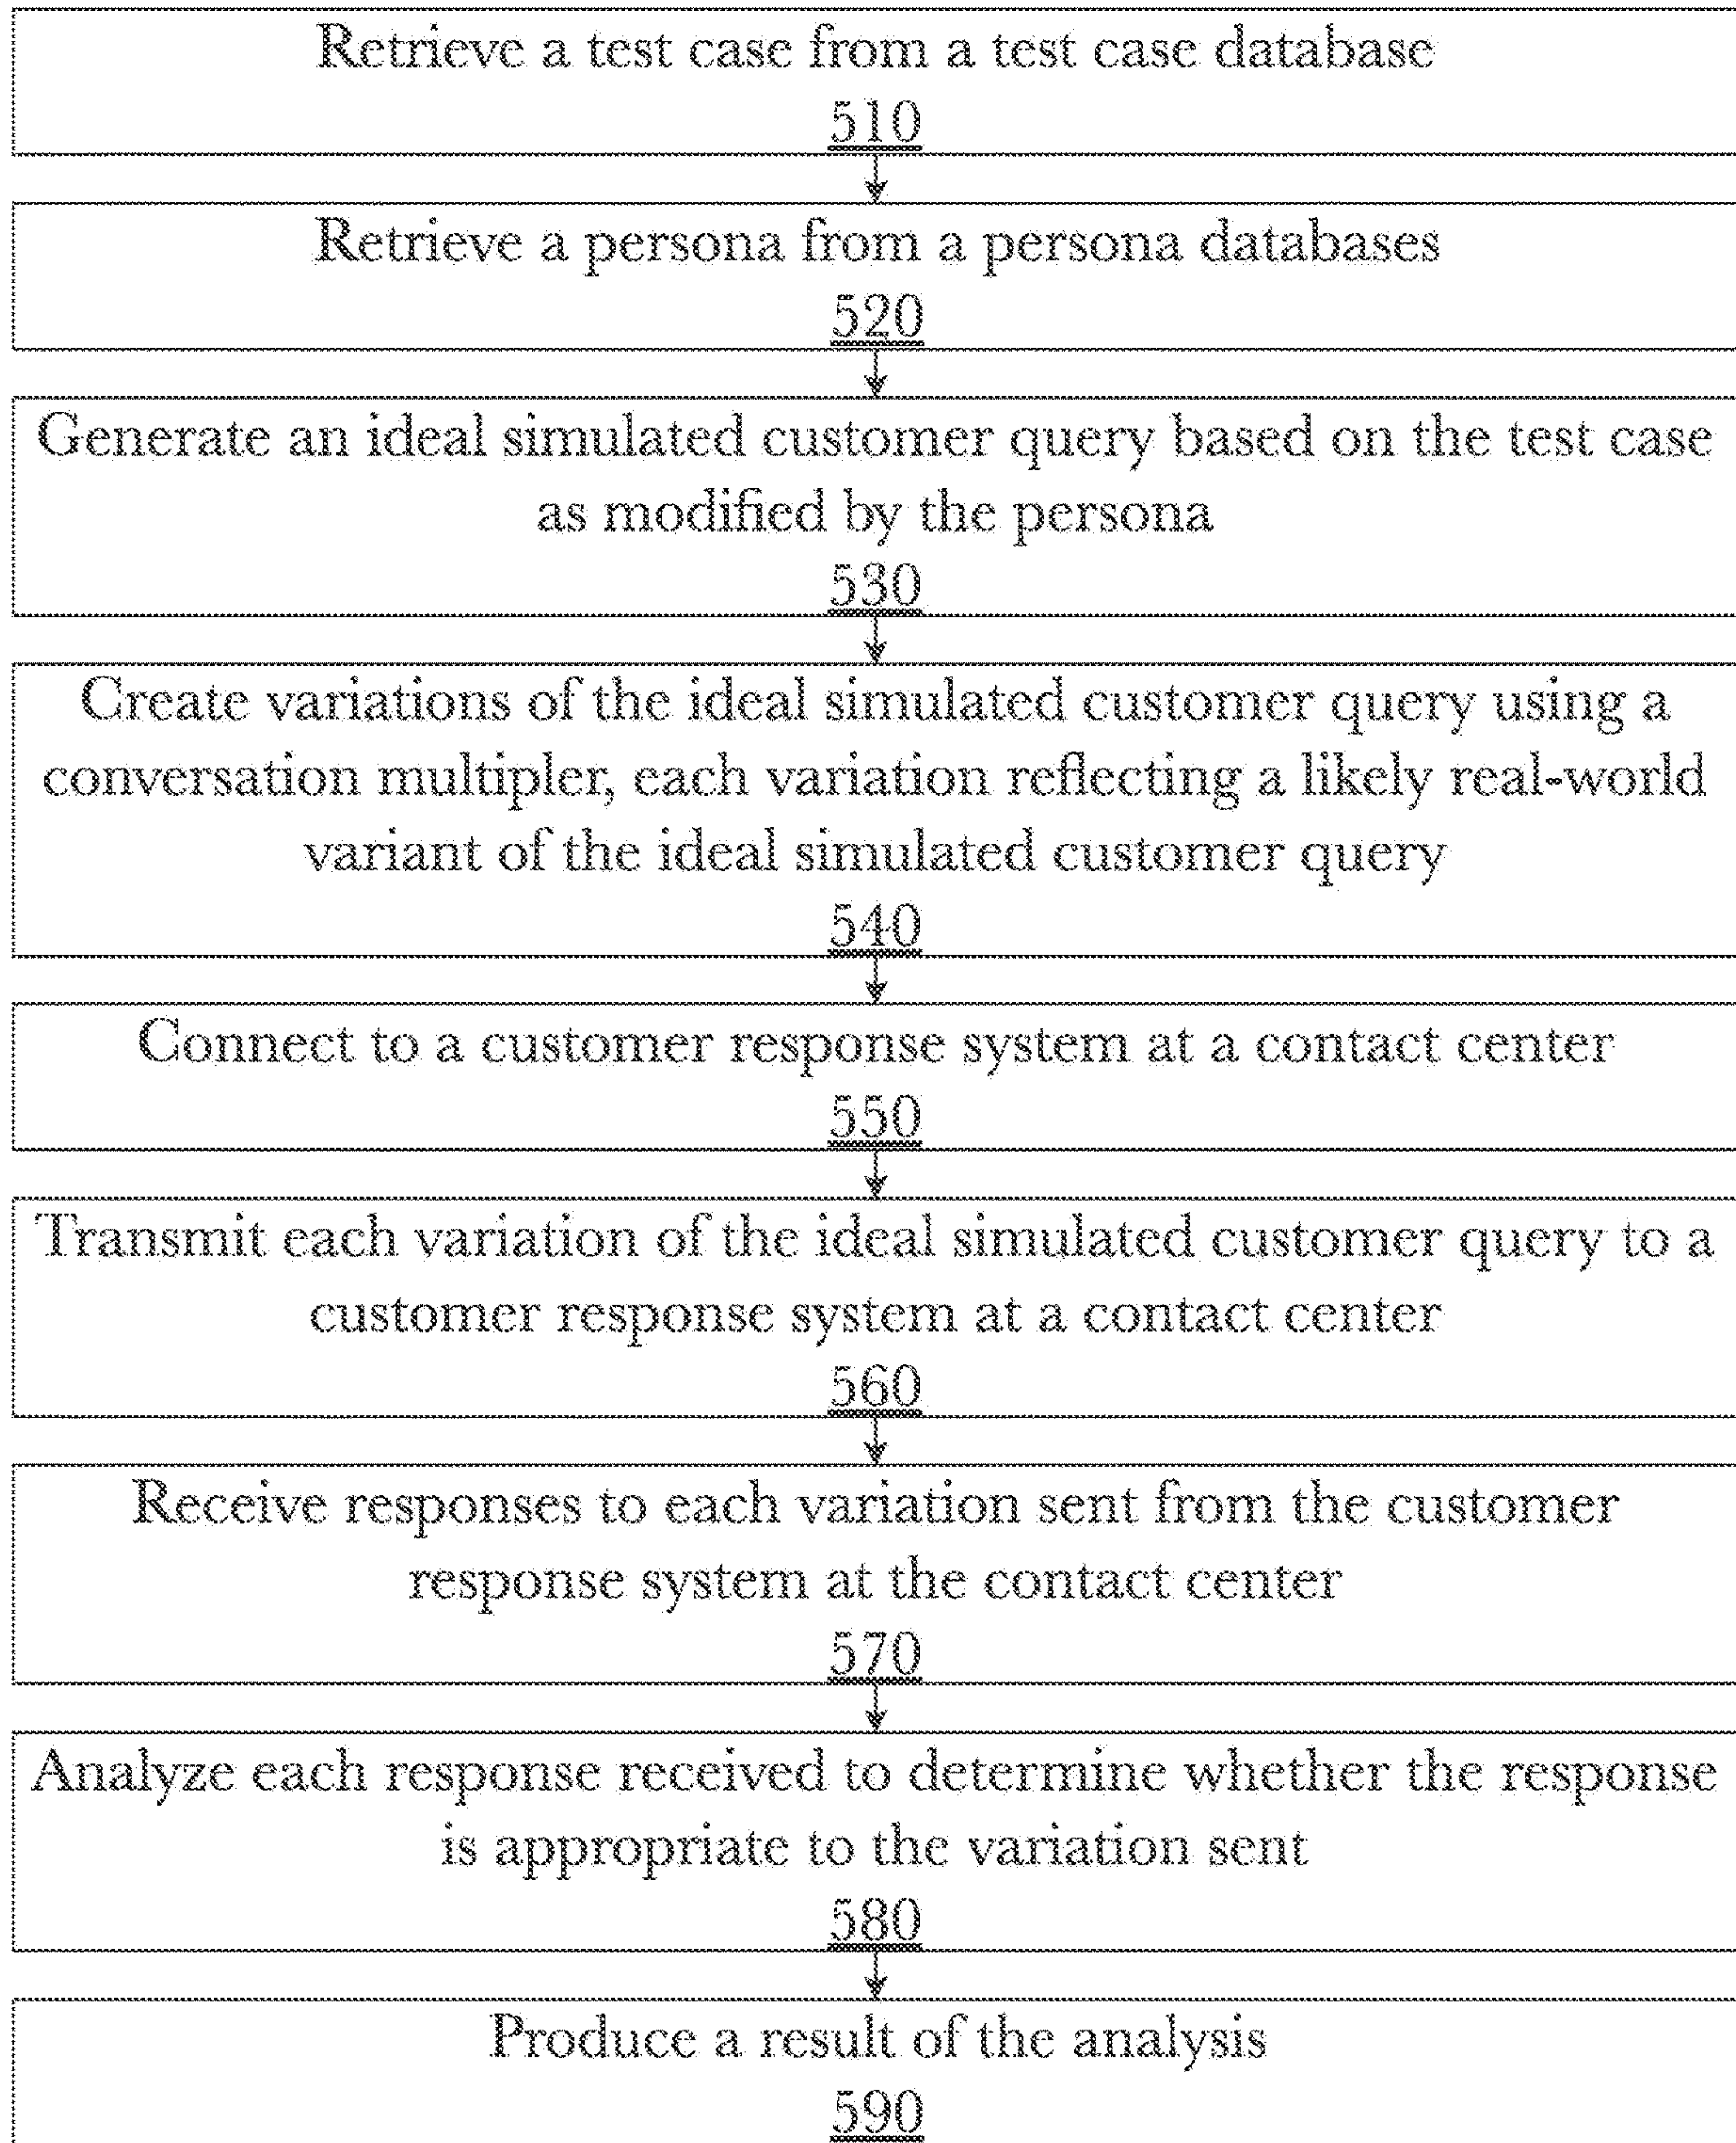 Retrieve a test case from a test case database
510
Retrieve a persona from a persona databases
520
Generate an ideal simulated customer query based on the test case
as modified by the persona
530
Create variations of the ideal simulated customer query using a
conversation multipler, each variation reflecting a likely real-world
variant of the ideal simulated customer query
540
Connect to a customer response system at a contact center
550
Transmit each variation of the ideal simulated customer query to a
customer response system at a contact center
560
Receive responses to each variation sent from the customer
response system at the contact center
570
Analyze each response received to determine whether the response
is appropriate to the variation sent
580
Produce a result of the analysis
590